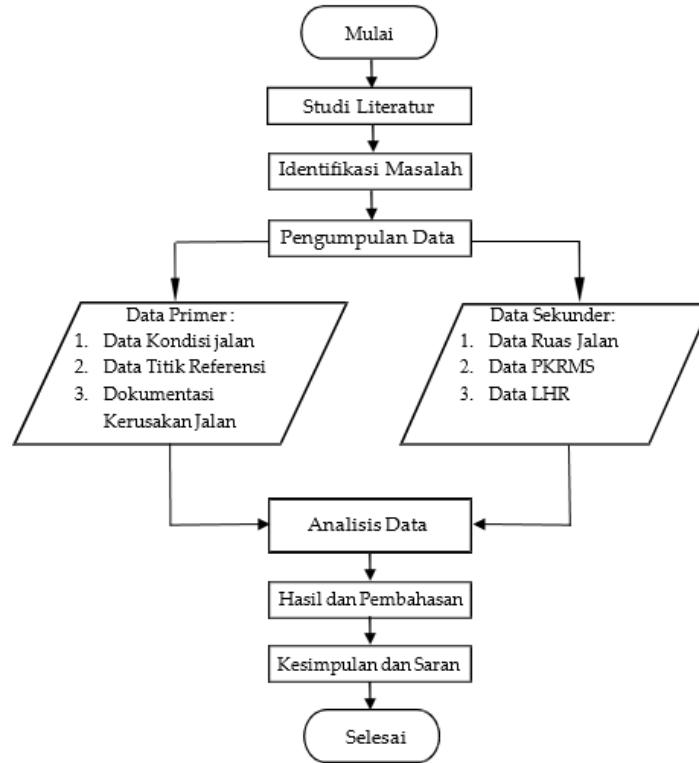 Mulai
Studi Literatur
Identifikasi Masalah
Pengumpulan Data
Data Primer :
1. Data Kondisi jalan
2. Data Titik Referensi
3. Dokumentasi
Kerusakan Jalan
Data Sekunder:
1. Data Ruas Jalan
2. Data PKRMS
3. Data LHR
Analisis Data
Hasil dan Pembahasan
Kesimpulan dan Saran
Selesai